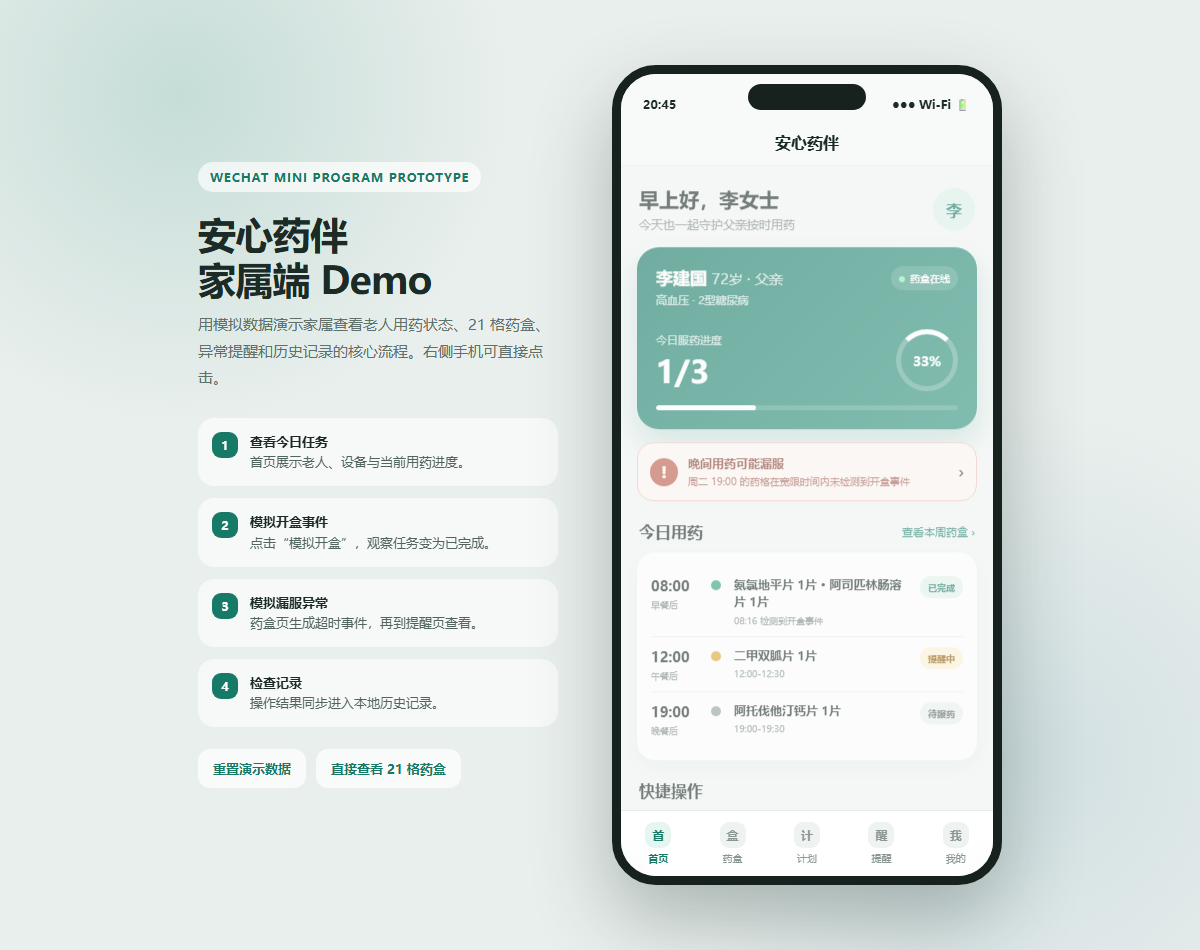 WECHAT MINI PROGRAM PROTOTYPE
安心药伴
家属端 Demo
用模拟数据演示家属查看老人用药状态、21 格药盒、
异常提醒和历史记录的核心流程。右侧手机可直接点
击。
1
查看今日任务
首页展示老人、设备与当前用药进度。
2
模拟开盒事件
点击“模拟开盒”，观察任务变为已完成。
3
模拟漏服异常
药盒页生成超时事件，再到提醒页查看。
4
检查记录
操作结果同步进入本地历史记录。
重置演示数据
直接查看 21 格药盒
20:45
●●● Wi-Fi 🔋
安心药伴
早上好，李女士
今天也一起守护父亲按时用药
李
李建国 72岁 · 父亲
高血压 · 2型糖尿病
药盒在线
今日服药进度
1/3
33%
!
晚间用药可能漏服
周二 19:00 的药格在宽限时间内未检测到开盒事件
›
今日用药
查看本周药盒 ›
08:00
早餐后
氨氯地平片 1片・阿司匹林肠溶
片 1片
08:16 检测到开盒事件
已完成
12:00
午餐后
二甲双胍片 1片
12:00-12:30
提醒中
19:00
晚餐后
阿托伐他汀钙片 1片
19:00-19:30
待服药
快捷操作
首
首页
盒
药盒
计
计划
醒
提醒
我
我的